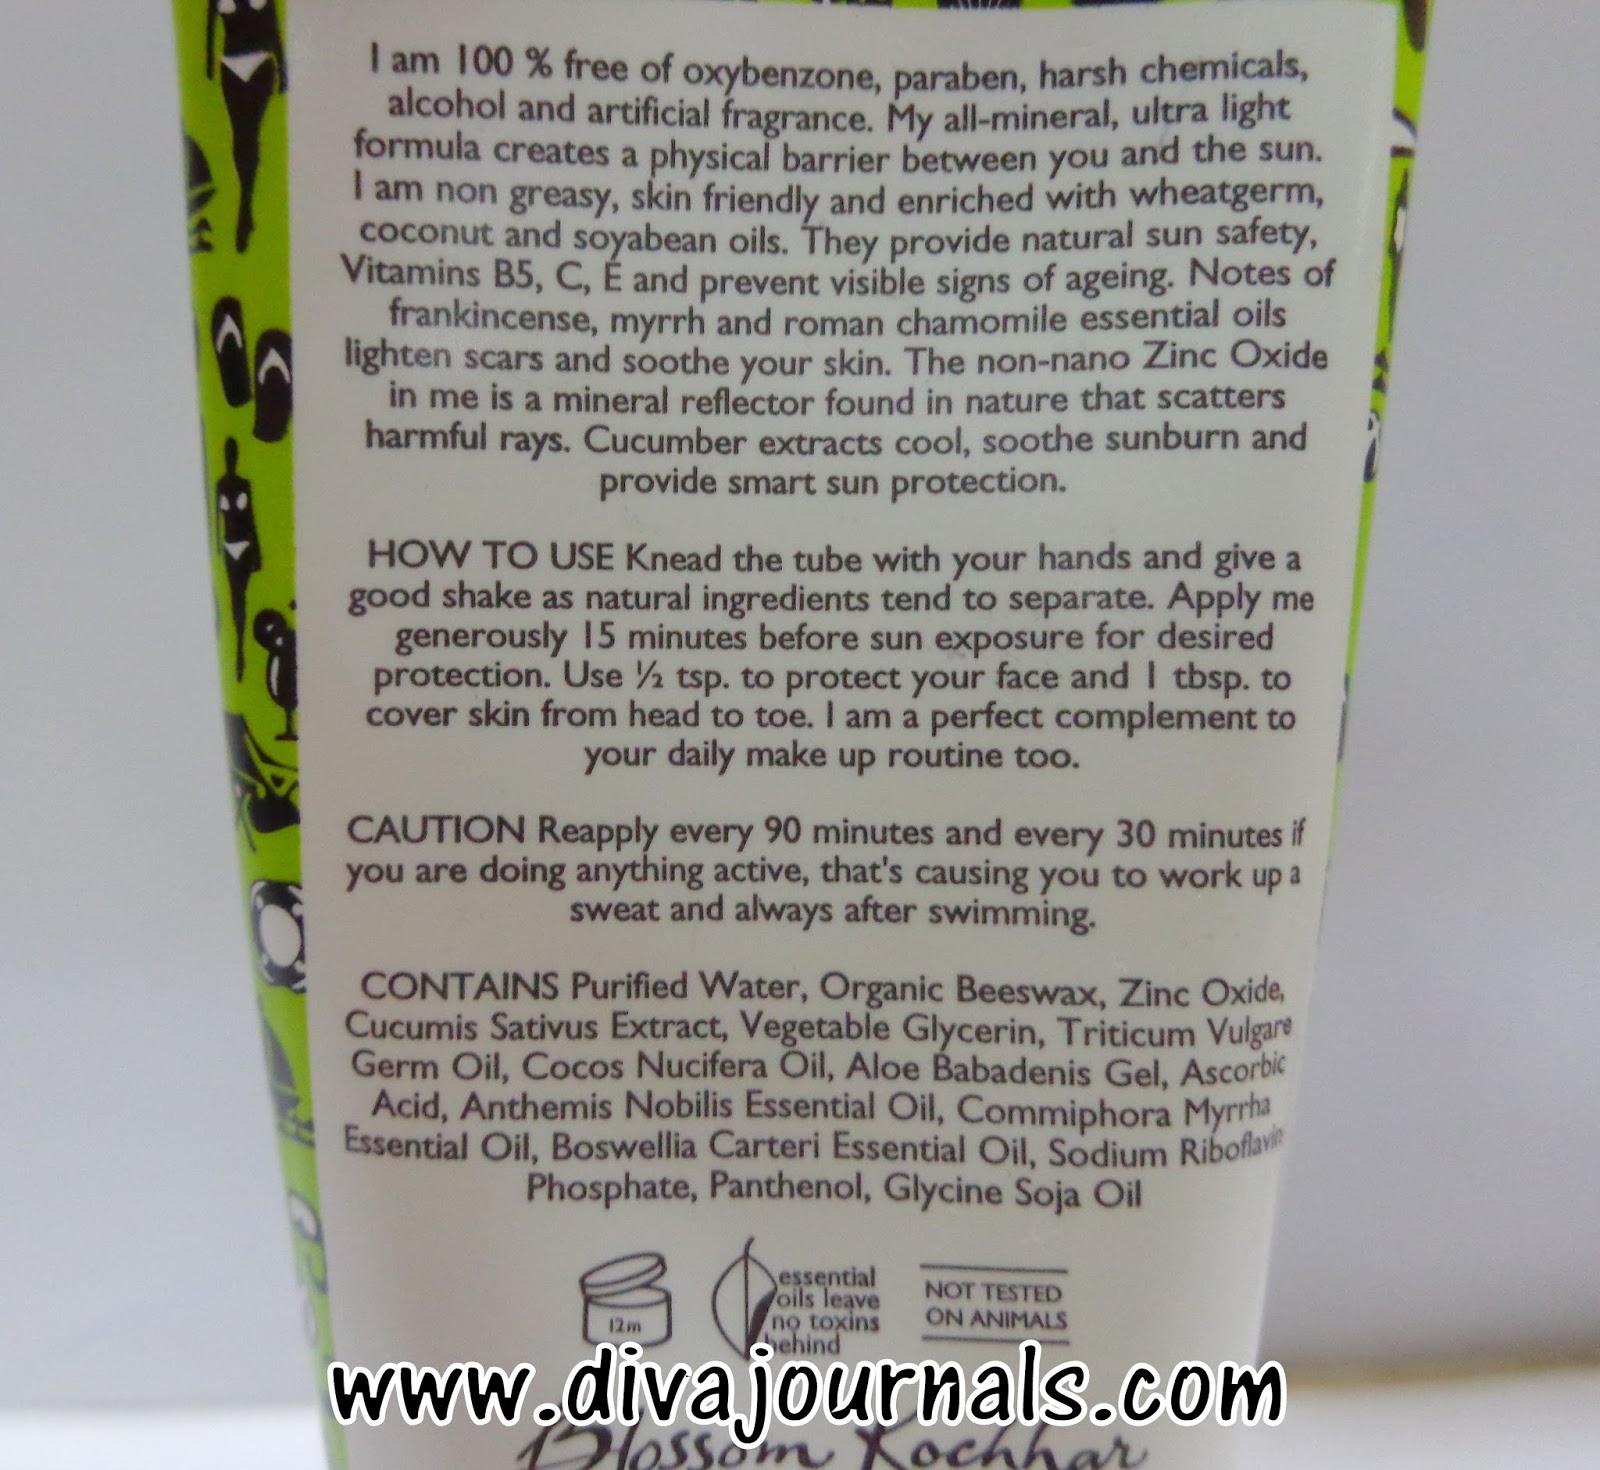 I am 100 % free of oxybenzone, paraben, harsh chemicals,
alcohol and artificial fragrance. My all-mineral, ultra light
formula creates a physical barrier between you and the sun.
I am non greasy, skin friendly and enriched with wheatgerm,
coconut and soyabean oils. They provide natural sun safety,
Vitamins B5, C, E and prevent visible signs of ageing. Notes of
frankincense, myrrh and roman chamomile essential oils
lighten scars and soothe your skin. The non-nano Zinc Oxide
in me is a mineral reflector found in nature that scatters
harmful rays. Cucumber extracts cool, soothe sunburn and
provide smart sun protection.
HOW TO USE Knead the tube with your hands and give a
good shake as natural ingredients tend to separate. Apply me
generously 15 minutes before sun exposure for desired
protection. Use ½ tsp. to protect your face and 1 tbsp. to
cover skin from head to toe. I am a perfect complement to
your daily make up routine too.
CAUTION Reapply every 90 minutes and every 30 minutes if
you are doing anything active, that's causing you to work up a
sweat and always after swimming.
CONTAINS Purified Water, Organic Beeswax, Zinc Oxide,
Cucumis Sativus Extract, Vegetable Glycerin, Triticum Vulgare
Germ Oil, Cocos Nucifera Oil, Aloe Babadenis Gel, Ascorbic
Acid, Anthemis Nobilis Essential Oil, Commiphora Myrrha
Essential Oil, Boswellia Carteri Essential Oil, Sodium Riboflavin
Phosphate, Panthenol, Glycine Soja Oil
12m
essential
oils leave
no toxins
behind
NOT TESTED
ON ANIMALS
www.divajournals.com
Blossom Kochhar